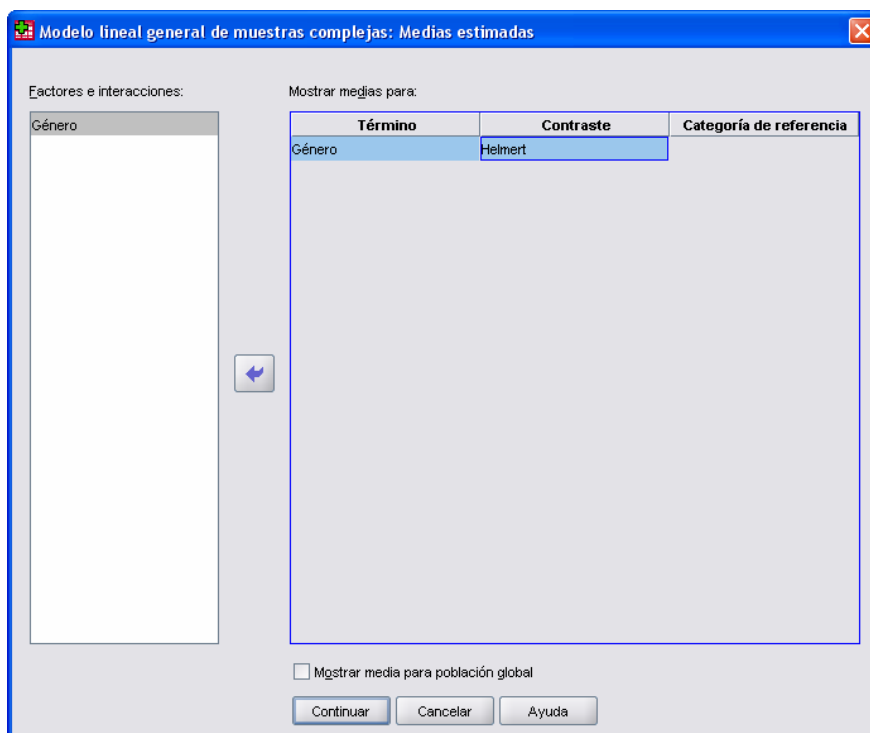 Modelo lineal general de muestras complejas: Medias estimadas
Factores e interacciones:
Mostrar medias para:
Género
Término Contraste Categoría de referencia
Género Helmert
Mostrar media para población global
Continuar Cancelar Ayuda